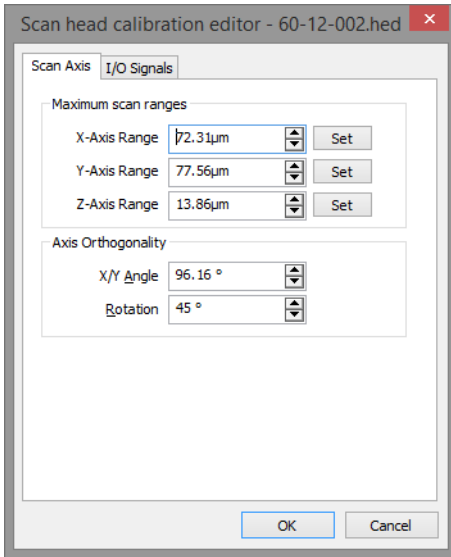 Scan head calibration editor - 60-12-002.hed
Scan Axis I/O Signals
Maximum scan ranges
X-Axis Range 72.31µm Set
Y-Axis Range 77.56µm Set
Z-Axis Range 13.86µm Set
Axis Orthogonality
X/Y Angle 96.16 °
Rotation 45 °
OK Cancel